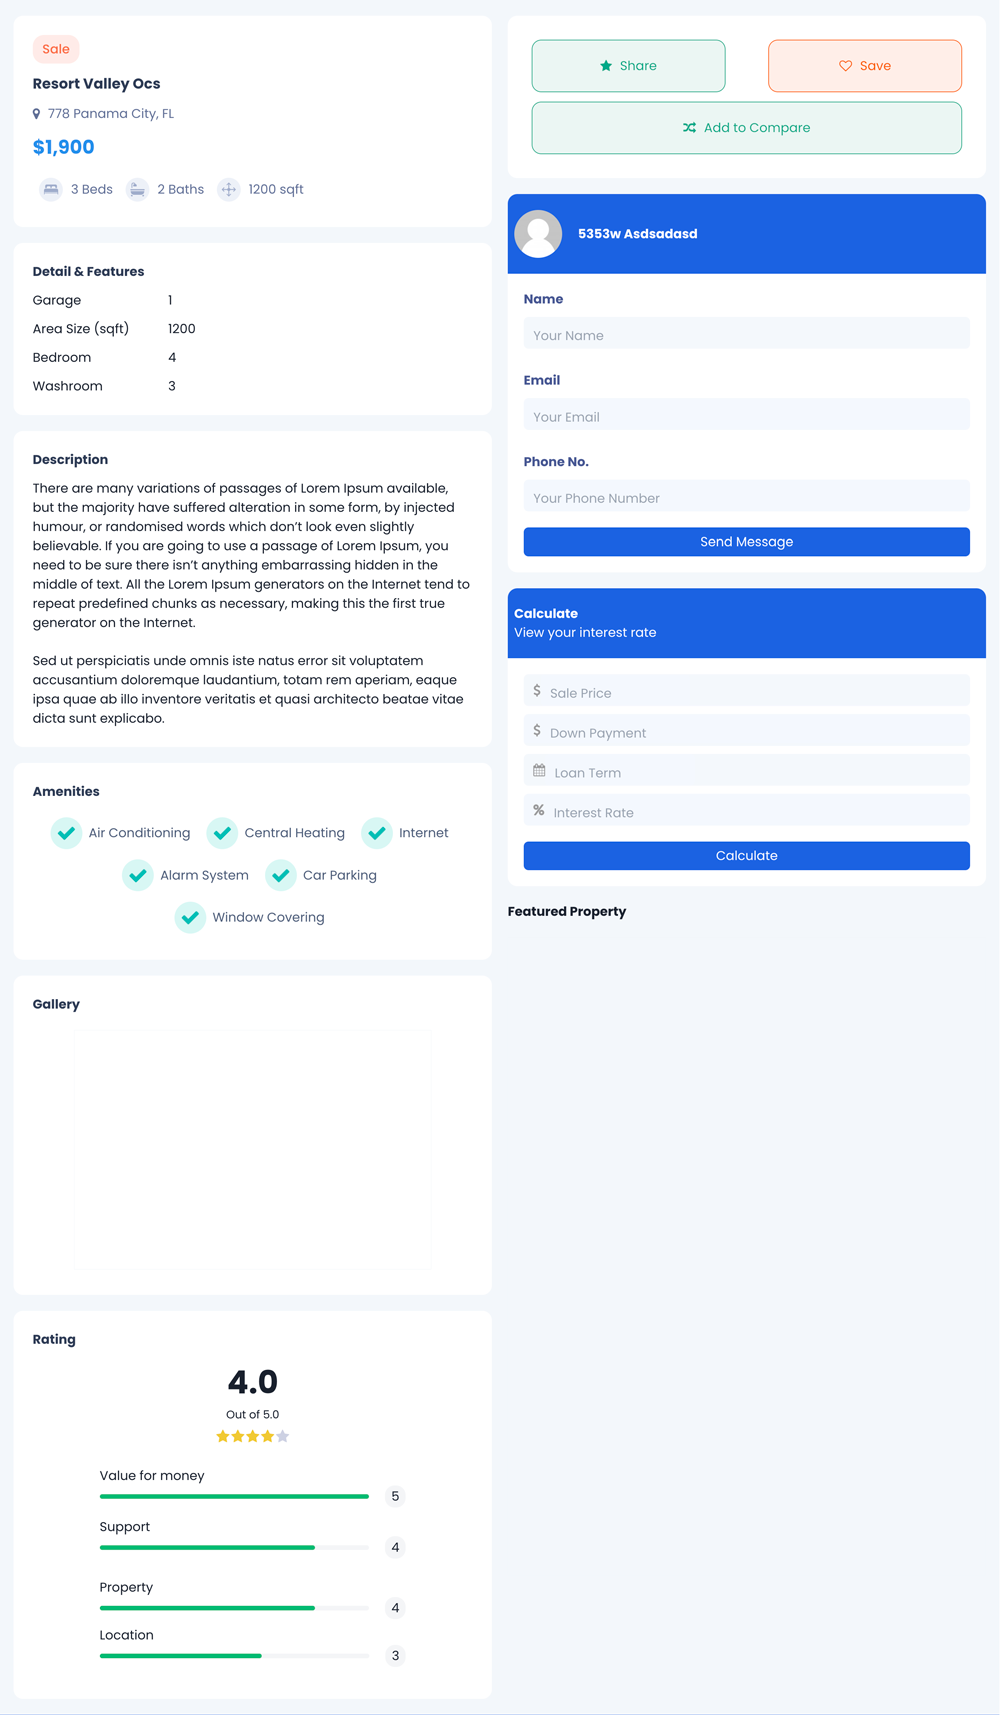 Sale
Resort Valley Ocs
778 Panama City, FL
$1,900
3 Beds 2 Baths 1200 sqft
Detail & Features
Garage 1
Area Size (sqft) 1200
Bedroom 4
Washroom 3
Description
There are many variations of passages of Lorem Ipsum available,
but the majority have suffered alteration in some form, by injected
humour, or randomised words which don't look even slightly
believable. If you are going to use a passage of Lorem Ipsum, you
need to be sure there isn't anything embarrassing hidden in the
middle of text. All the Lorem Ipsum generators on the Internet tend to
repeat predefined chunks as necessary, making this the first true
generator on the Internet.
Sed ut perspiciatis unde omnis iste natus error sit voluptatem
accusantium doloremque laudantium, totam rem aperiam, eaque
ipsa quae ab illo inventore veritatis et quasi architecto beatae vitae
dicta sunt explicabo.
Amenities
Air Conditioning Central Heating Internet
Alarm System Car Parking
Window Covering
Gallery
Rating
4.0
Out of 5.0
Value for money
5
Support
4
Property
4
Location
3
Share Save
Add to Compare
5353w Asdsadasd
Name
Your Name
Email
Your Email
Phone No.
Your Phone Number
Send Message
Calculate
View your interest rate
$ Sale Price
$ Down Payment
Loan Term
% Interest Rate
Calculate
Featured Property